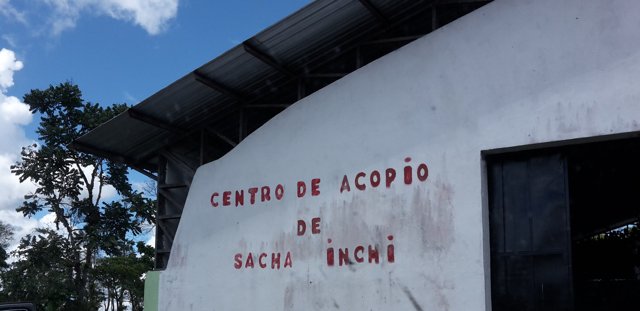 CENTRO DE ACOPiO
DE
SACHA iNCHi